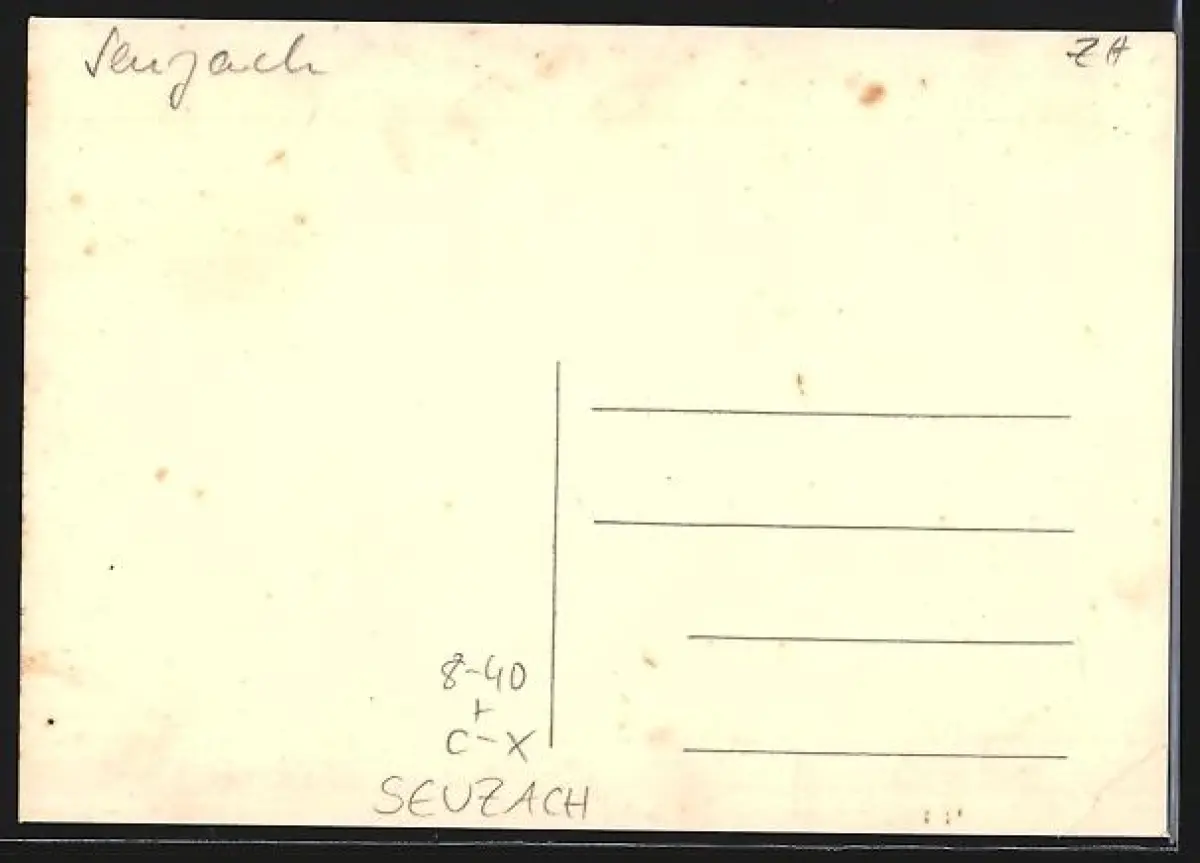 Seuzach
ZH
8-40
+
C-X
SEUZACH